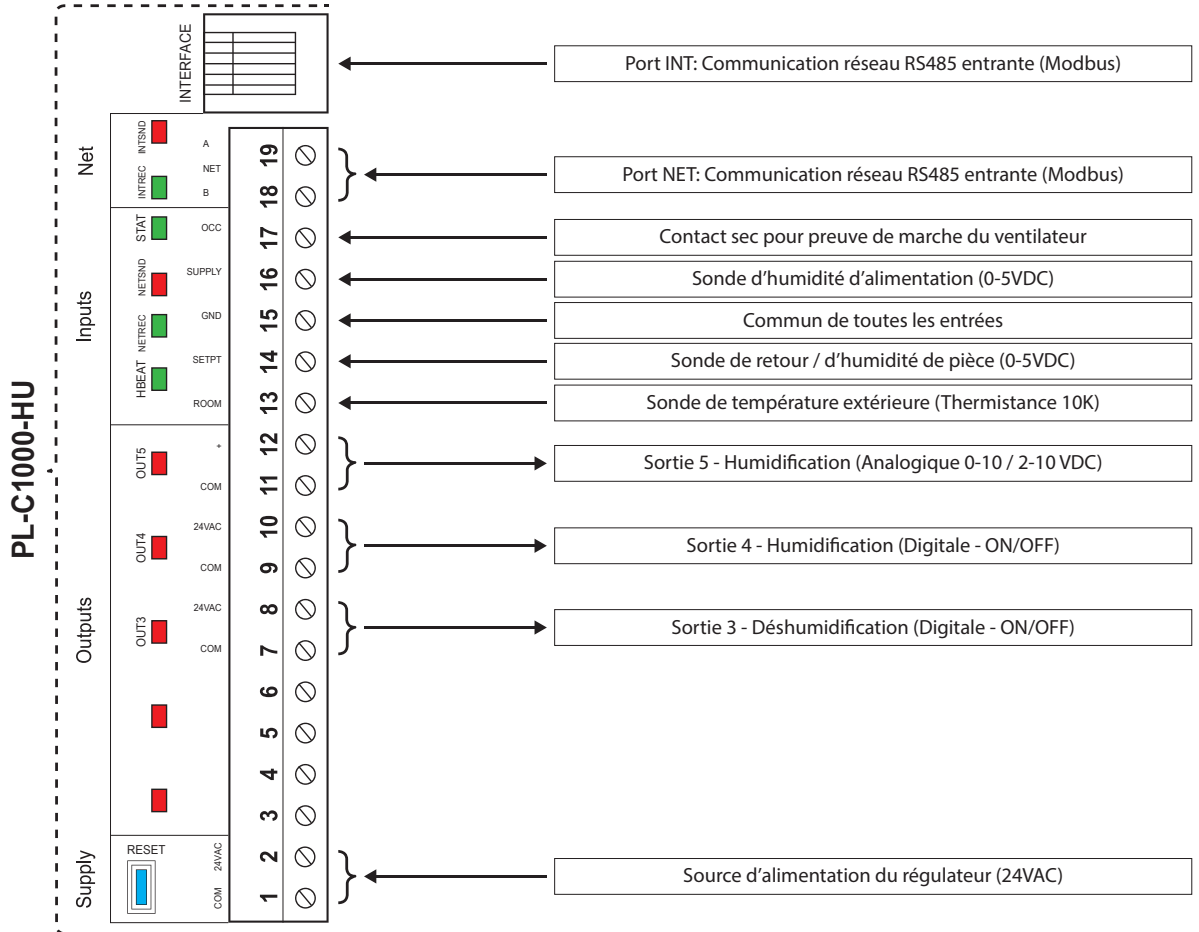 PL-C1000-HU
INTERFACE
Port INT: Communication réseau RS485 entrante (Modbus)
Net
INTSND
INTREC
A
NET
B
19
18
Port NET: Communication réseau RS485 entrante (Modbus)
Inputs
STAT
OCC
17
Contact sec pour preuve de marche du ventilateur
NETSND
SUPPLY
16
Sonde d'humidité d'alimentation (0-5VDC)
NETREC
GND
15
Commun de toutes les entrées
HBEAT
SETPT
14
Sonde de retour / d'humidité de pièce (0-5VDC)
ROOM
13
Sonde de température extérieure (Thermistance 10K)
Outputs
OUT5
+
COM
12
11
Sortie 5 - Humidification (Analogique 0-10 / 2-10 VDC)
OUT4
24VAC
COM
10
9
Sortie 4 - Humidification (Digitale - ON/OFF)
OUT3
24VAC
COM
8
7
Sortie 3 - Déshumidification (Digitale - ON/OFF)
6
5
4
3
Supply
RESET
24VAC
COM
2
1
Source d'alimentation du régulateur (24VAC)